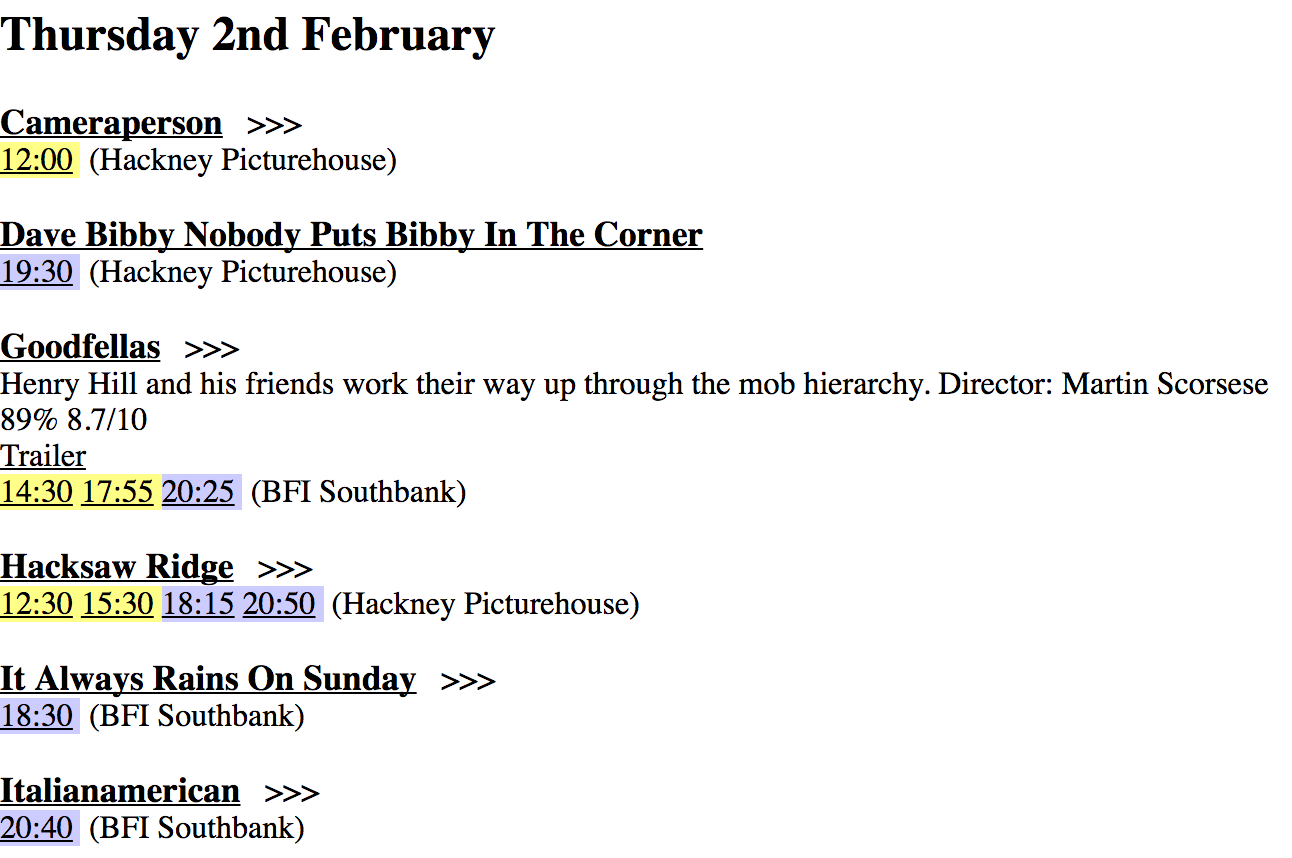 Thursday 2nd February
Cameraperson >>>
12:00 (Hackney Picturehouse)
Dave Bibby Nobody Puts Bibby In The Corner
19:30 (Hackney Picturehouse)
Goodfellas >>>
Henry Hill and his friends work their way up through the mob hierarchy. Director: Martin Scorsese
89% 8.7/10
Trailer
14:30 17:55 20:25 (BFI Southbank)
Hacksaw Ridge >>>
12:30 15:30 18:15 20:50 (Hackney Picturehouse)
It Always Rains On Sunday >>>
18:30 (BFI Southbank)
Italianamerican >>>
20:40 (BFI Southbank)